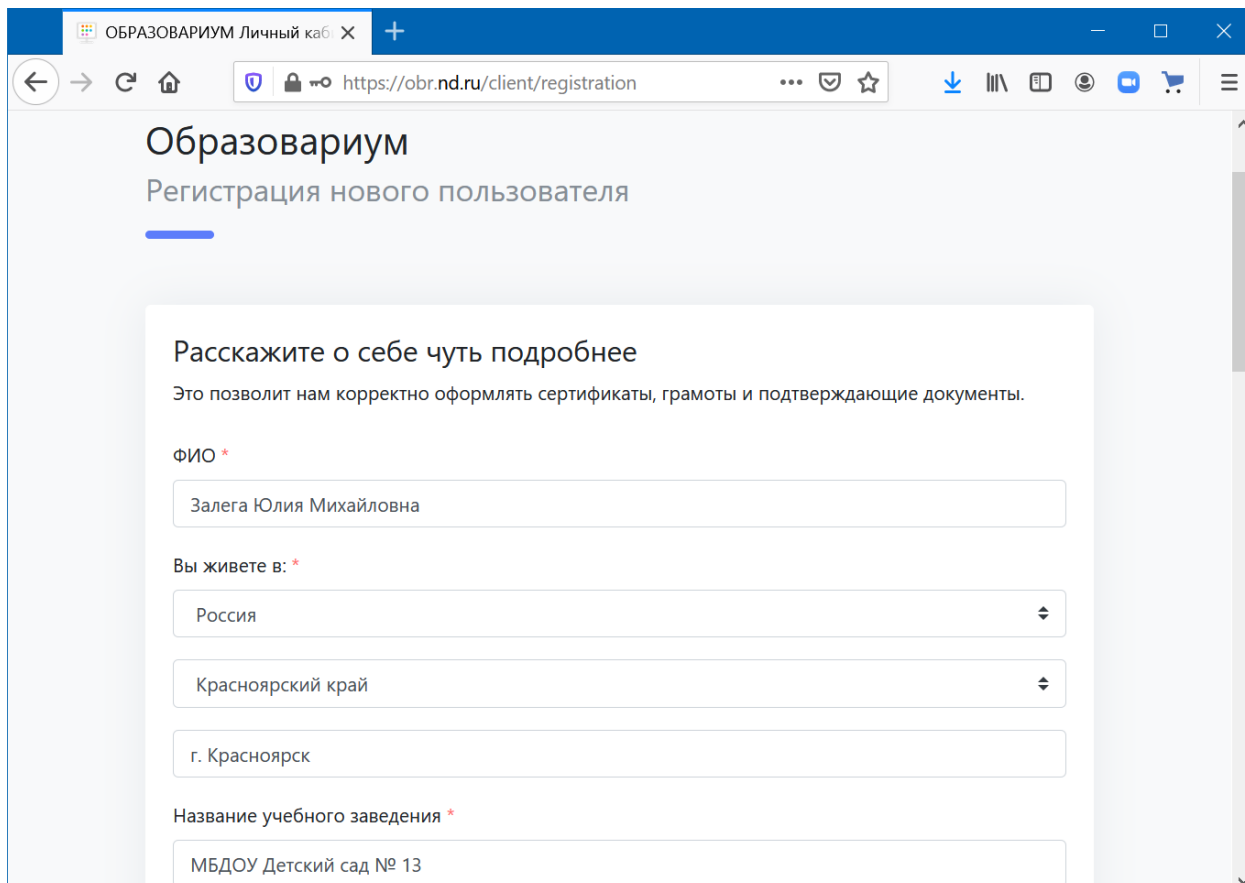 ОБРАЗОВАРИУМ Личный каб
https://obr.nd.ru/client/registration
Образовариум
Регистрация нового пользователя
Расскажите о себе чуть подробнее
Это позволит нам корректно оформлять сертификаты, грамоты и подтверждающие документы.
ФИО *
Залега Юлия Михайловна
Вы живете в: *
Россия
Красноярский край
г. Красноярск
Название учебного заведения *
МБДОУ Детский сад № 13